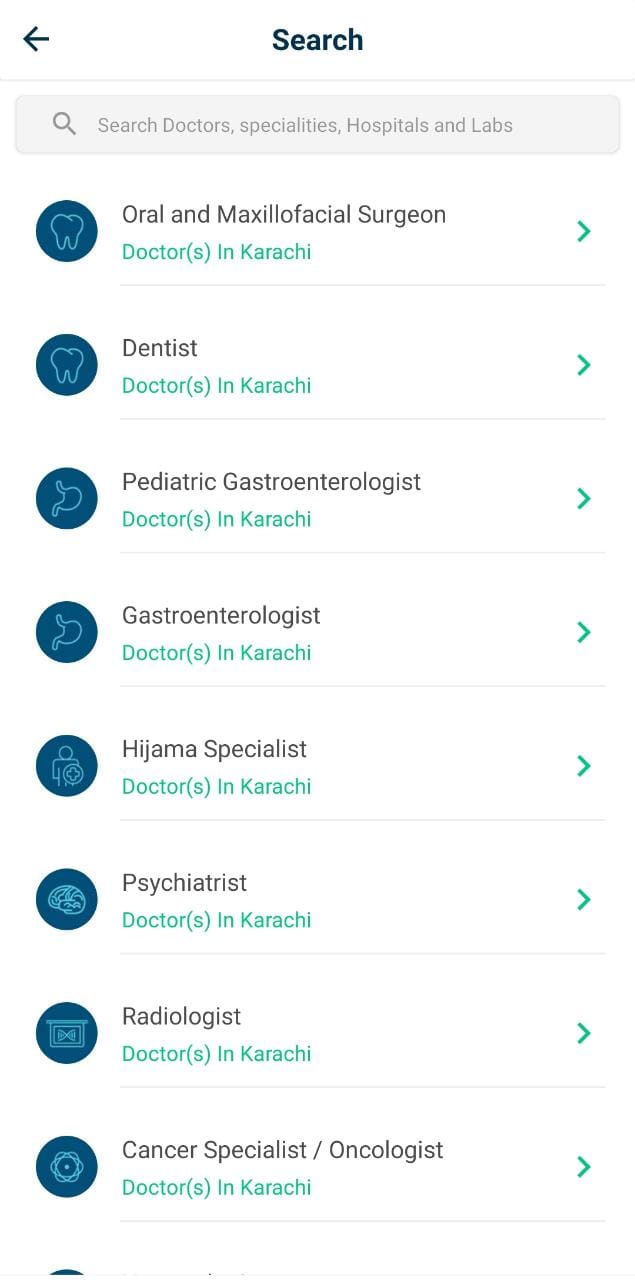 Search
Search Doctors, specialities, Hospitals and Labs
Oral and Maxillofacial Surgeon
Doctor(s) In Karachi
Dentist
Doctor(s) In Karachi
Pediatric Gastroenterologist
Doctor(s) In Karachi
Gastroenterologist
Doctor(s) In Karachi
Hijama Specialist
Doctor(s) In Karachi
Psychiatrist
Doctor(s) In Karachi
Radiologist
Doctor(s) In Karachi
Cancer Specialist / Oncologist
Doctor(s) In Karachi